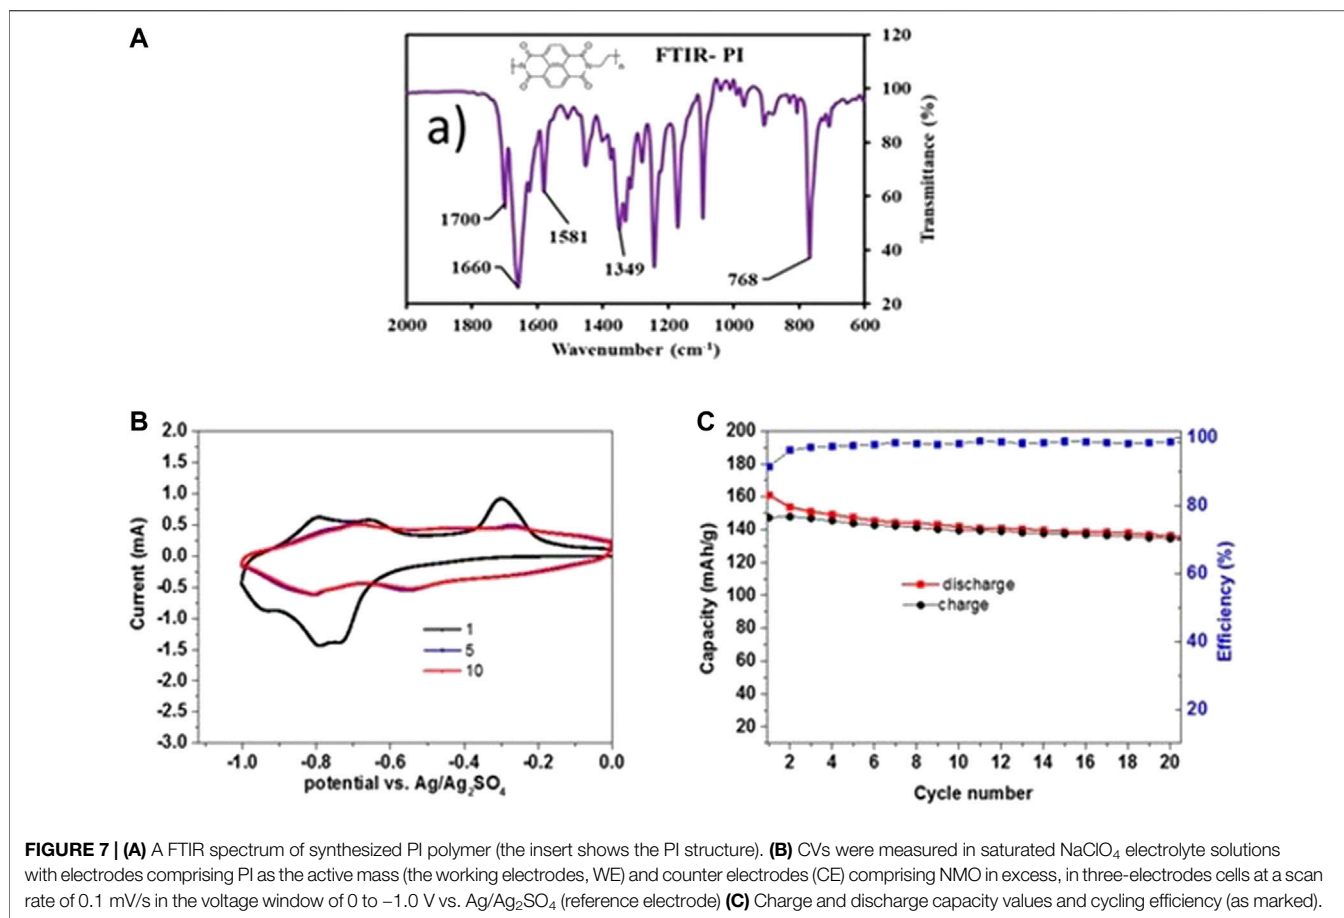 A
FTIR- PI
a)
n
n
120
100
80
60
40
20
Transmittance (%)
1700
1660
1581
1349
768
2000 1800 1600 1400 1200 1000 800 600
Wavenumber (cm-1)
B
2.0
1.5
1.0
0.5
0.0
-0.5
-1.0
-1.5
-2.0
-2.5
-3.0
Current (mA)
1
5
10
-1.0 -0.8 -0.6 -0.4 -0.2 0.0
potential vs. Ag/Ag2SO4
C
200
180
160
140
120
100
80
60
40
20
Capacity (mAh/g)
discharge
charge
100
80
60
40
20
Efficiency (%)
2 4 6 8 10 12 14 16 18 20
Cycle number
FIGURE 7 | (A) A FTIR spectrum of synthesized PI polymer (the insert shows the PI structure). (B) CVs were measured in saturated NaClO4 electrolyte solutions
with electrodes comprising PI as the active mass (the working electrodes, WE) and counter electrodes (CE) comprising NMO in excess, in three-electrodes cells at a scan
rate of 0.1 mV/s in the voltage window of 0 to −1.0 V vs. Ag/Ag2SO4 (reference electrode) (C) Charge and discharge capacity values and cycling efficiency (as marked).